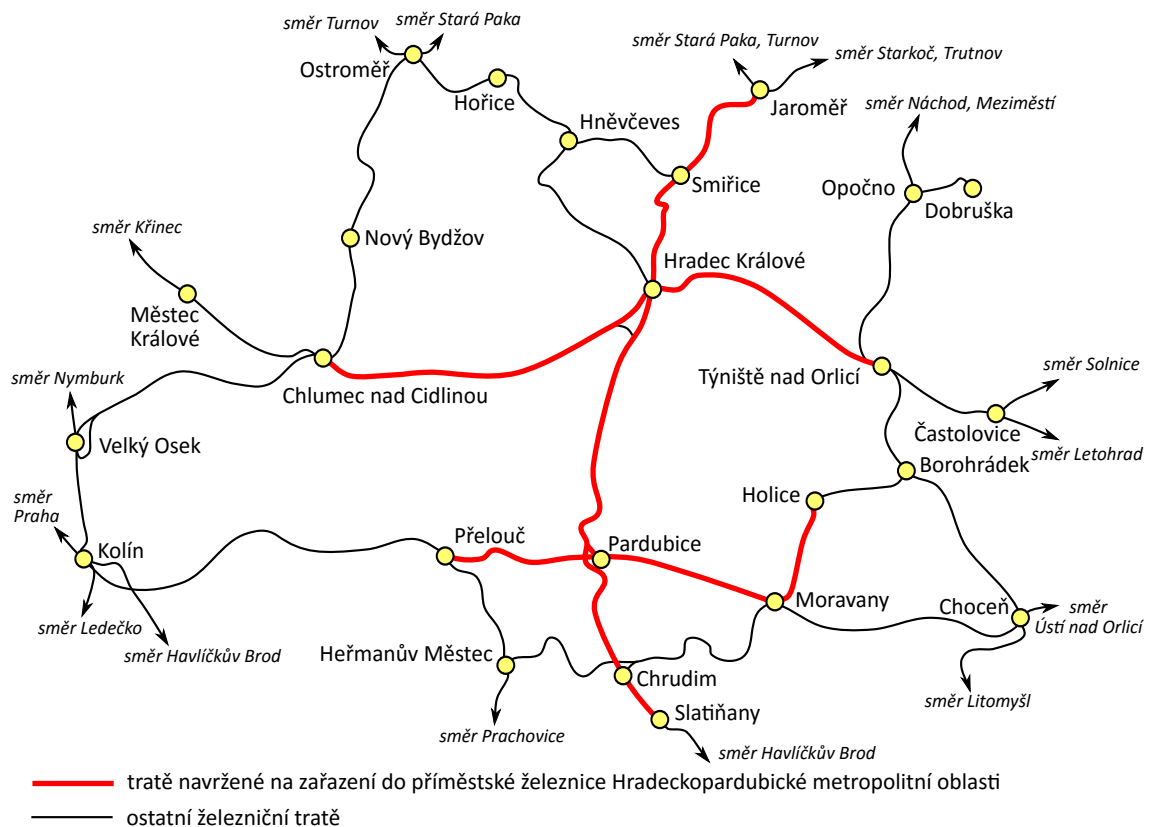 směr Turnov
směr Stará Paka
Ostroměř
Hořice
Hněvčeves
směr Stará Paka, Turnov
směr Starkoč, Trutnov
Jaroměř
směr Náchod, Meziměstí
Smiřice
Opočno
Dobruška
směr Křinec
Nový Bydžov
Hradec Králové
Městec
Králové
směr Nymburk
Chlumec nad Cidlinou
Týniště nad Orlicí
směr Solnice
Častolovice
směr Letohrad
Velký Osek
Borohrádek
Holice
směr
Praha
Kolín
Přelouč
Pardubice
Moravany
Choceň
směr
Ústí nad Orlicí
směr Ledečko
směr Havlíčkův Brod
Heřmanův Městec
Chrudim
Slatiňany
směr Litomyšl
směr Prachovice
směr Havlíčkův Brod
tratě navržené na zařazení do příměstské železnice Hradeckopardubické metropolitní oblasti
ostatní železniční tratě